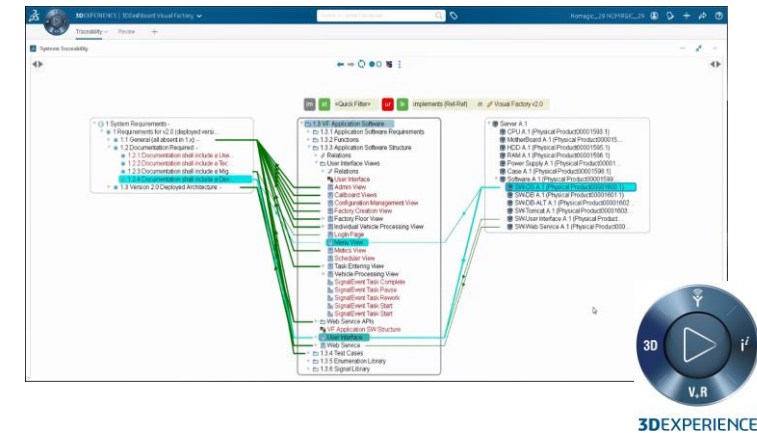 3DEXPERIENCE | 3DDashboard Visual Factory
Nomagic_29 NOMAGIC_29
Traceability
Review
Systems Traceability
<Quick Filter>
implements (Ref-Ref)
Visual Factory v2.0
1 System Requirements -
1 Requirements for v2.0 (deployed versi...
1.1 General (all absent in 1.x) -
1.2 Documentation Required -
1.2.1 Documentation shall include a Use...
1.2.2 Documentation shall include a Tec...
1.2.3 Documentation shall include a Mig...
1.2.4 Documentation shall include a Dev...
1.3 Version 2.0 Deployed Architecture -
1.3 VF Application Software
1.3.1 Application Software Requirements
1.3.2 Functions
1.3.3 Application Software Structure
Relations
User Interface Views
Relations
User Interface
Admin View
Callboard Views
Configuration Management View
Factory Creation View
Factory Floor View
Individual Vehicle Processing View
LogIn Page
Menu View
Metics View
Scheduler View
Task Entering View
Vehicle Processing View
SignalEvent Task Complete
SignalEvent Task Pause
SignalEvent Task Rework
SignalEvent Task Start
SignalEvent Task Start
Web Service APIs
VF Application SW Structure
User Interface
Web Service
1.3.4 Test Cases
1.3.5 Enumeration Library
1.3.6 Signal Library
Server A.1
CPU A.1 (Physical Product00001593.1)
MotherBoard A.1 (Physical Product000015...
HDD A.1 (Physical Product00001595.1)
RAM A.1 (Physical Product00001596.1)
Power Supply A.1 (Physical Product00001...
Case A.1 (Physical Product00001598.1)
Software A.1 (Physical Product00001599...
SW-OS A.1 (Physical Product00001600.1)
SW-DB A.1 (Physical Product00001601.1)
SW-DB-ALT A.1 (Physical Product00001602...
SW-Tomcat A.1 (Physical Product00001603...
SW-User Interface A.1 (Physical Product...
SW-Web Service A.1 (Physical Product000...
3D
V+R
3DEXPERIENCE